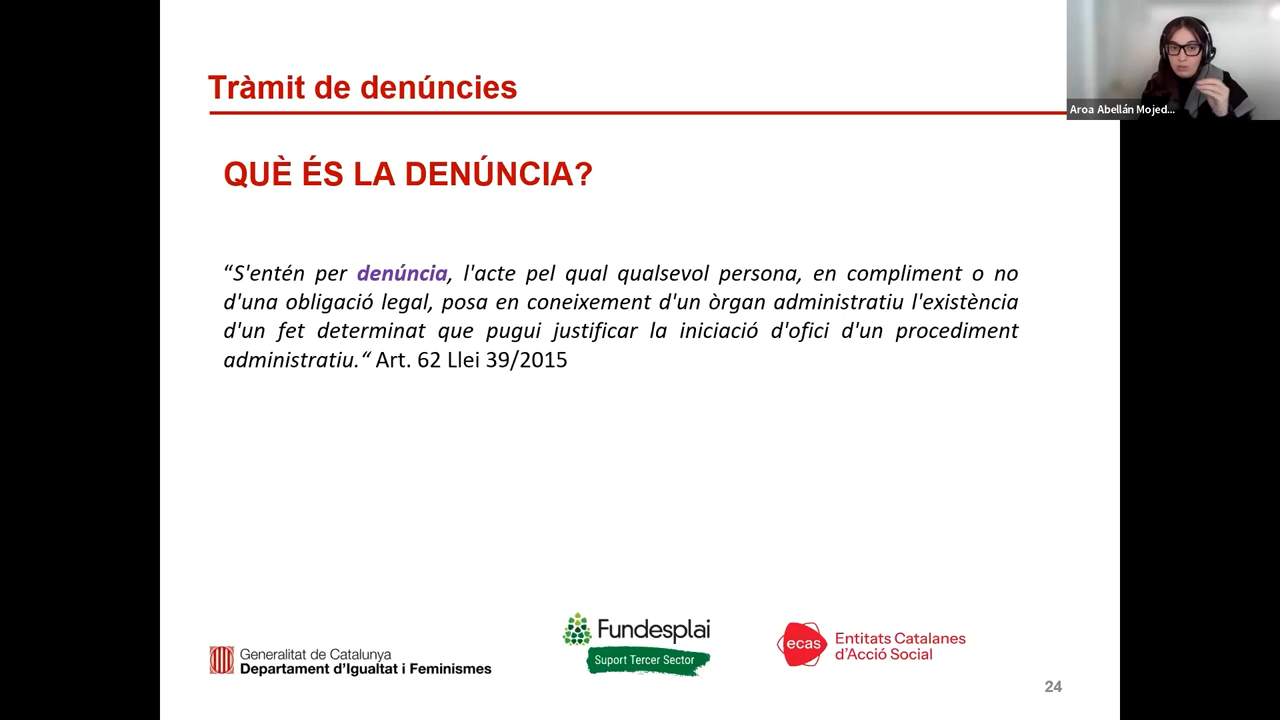 Tràmit de denúncies
Aroa Abellán Mojed...
QUÈ ÉS LA DENÚNCIA?
“S'entén per denúncia, l'acte pel qual qualsevol persona, en compliment o no
d'una obligació legal, posa en coneixement d'un òrgan administratiu l'existència
d'un fet determinat que pugui justificar la iniciació d'ofici d'un procediment
administratiu.“ Art. 62 Llei 39/2015
Generalitat de Catalunya
Departament d'Igualtat i Feminismes
Fundesplai
Suport Tercer Sector
ecas
Entitats Catalanes
d'Acció Social
24